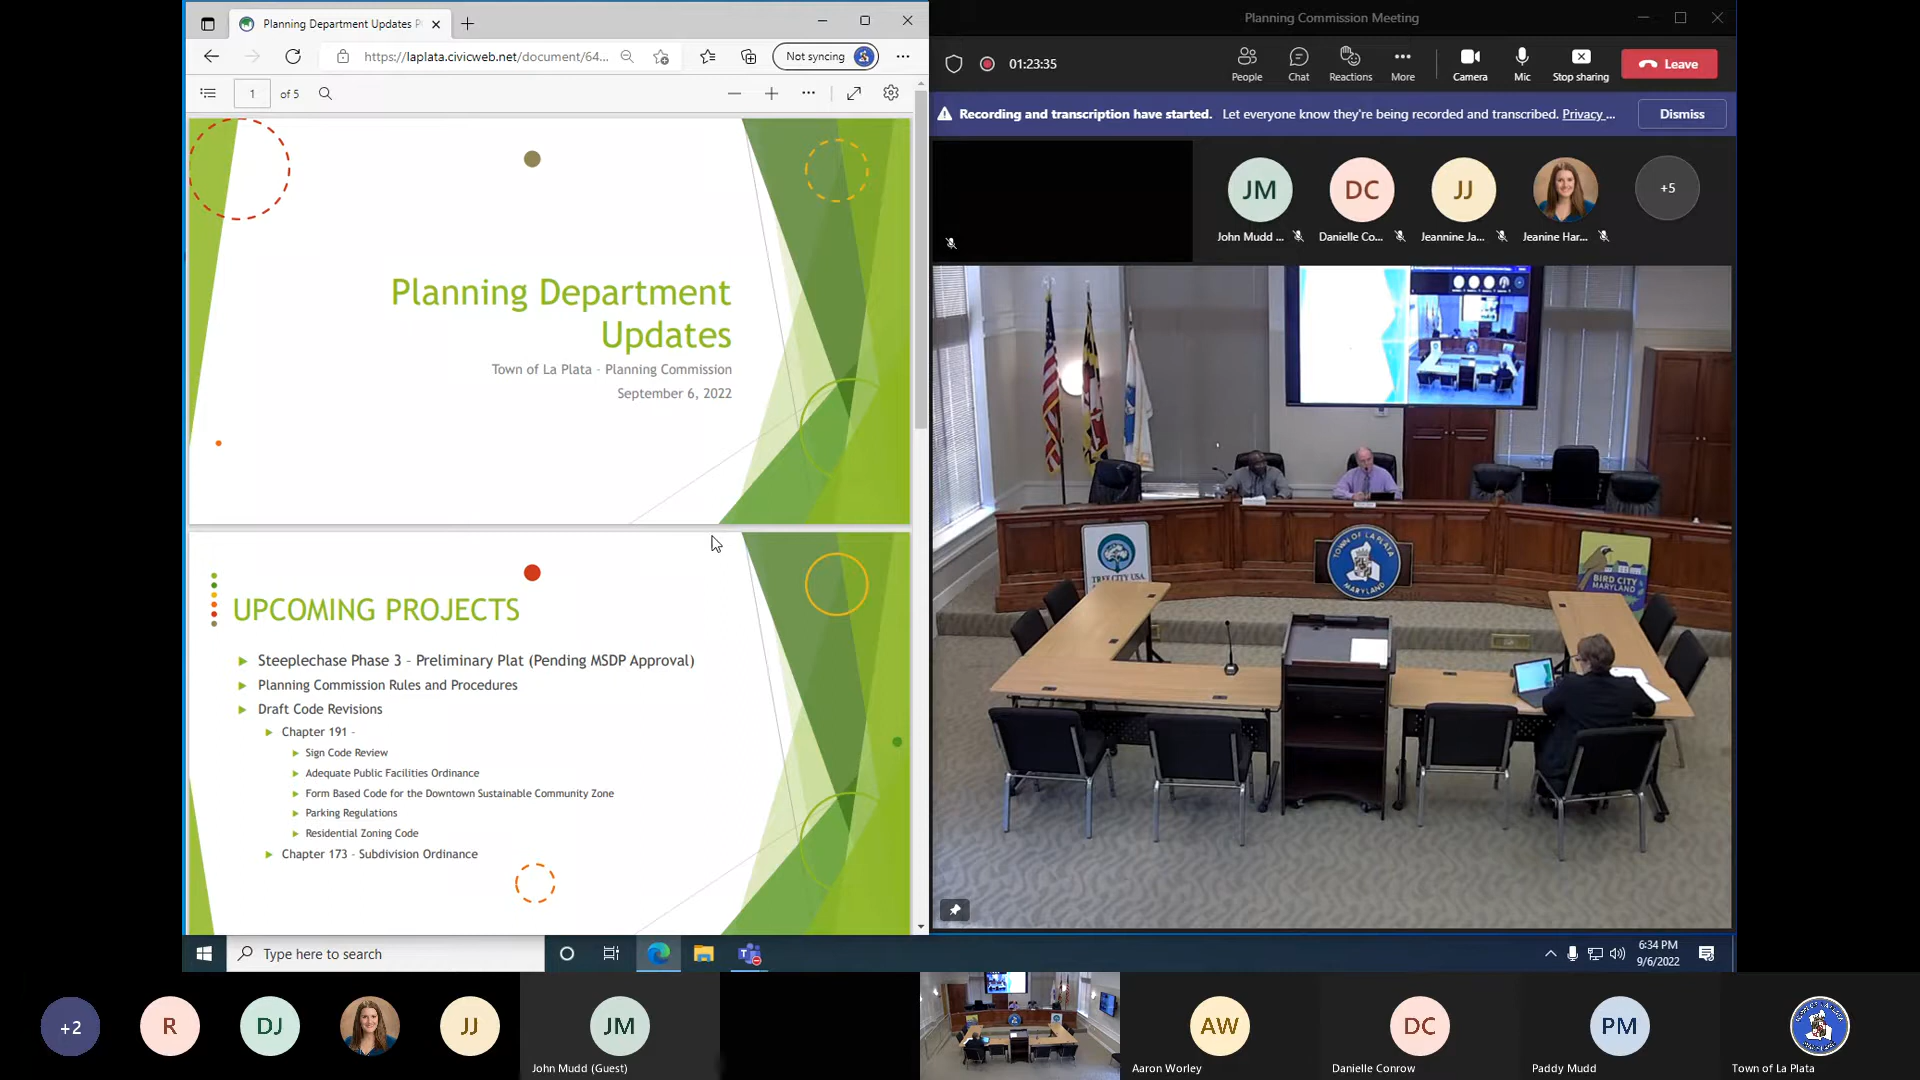 Planning Department Updates P
https://laplata.civicweb.net/document/64...
Not syncing
1 of 5
Planning Department
Updates
Town of La Plata - Planning Commission
September 6, 2022
UPCOMING PROJECTS
Steeplechase Phase 3 - Preliminary Plat (Pending MSDP Approval)
Planning Commission Rules and Procedures
Draft Code Revisions
Chapter 191 -
Sign Code Review
Adequate Public Facilities Ordinance
Form Based Code for the Downtown Sustainable Community Zone
Parking Regulations
Residential Zoning Code
Chapter 173 - Subdivision Ordinance
Planning Commission Meeting
01:23:35
People
Chat
Reactions
More
Camera
Mic
Stop sharing
Leave
Recording and transcription have started. Let everyone know they're being recorded and transcribed. Privacy ...
Dismiss
JM
DC
JJ
+5
John Mudd ...
Danielle Co...
Jeannine Ja...
Jeanine Har...
TREE CITY USA
TOWN OF LA PLATA
MARYLAND
BIRD CITY
MARYLAND
Type here to search
6:34 PM
9/6/2022
+2
R
DJ
JJ
JM
AW
DC
PM
John Mudd (Guest)
Aaron Worley
Danielle Conrow
Paddy Mudd
Town of La Plata